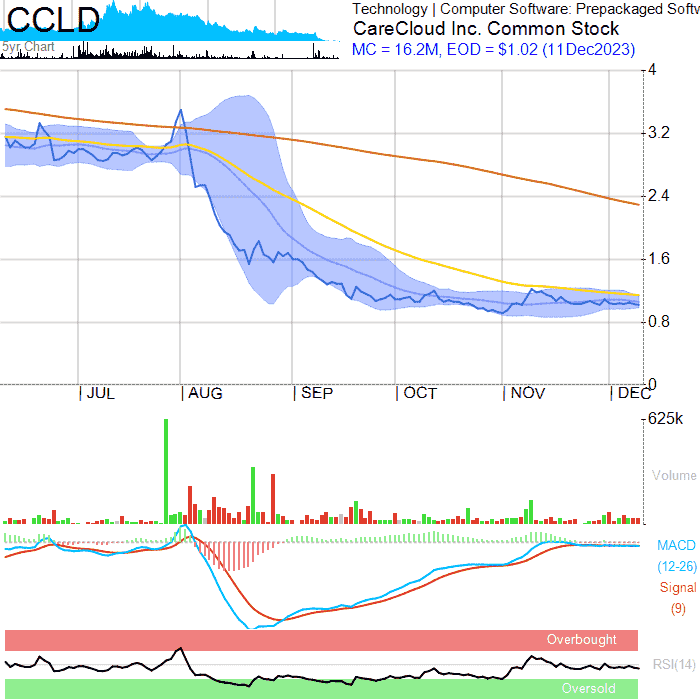 CCLD
5yr Chart
Technology | Computer Software: Prepackaged Softw
CareCloud Inc. Common Stock
MC = 16.2M, EOD = $1.02 (11Dec2023)
4
3.2
2.4
1.6
0.8
0
JUL AUG SEP OCT NOV DEC
625k
Volume
MACD
(12-26)
Signal
(9)
Overbought
RSI(14)
Oversold